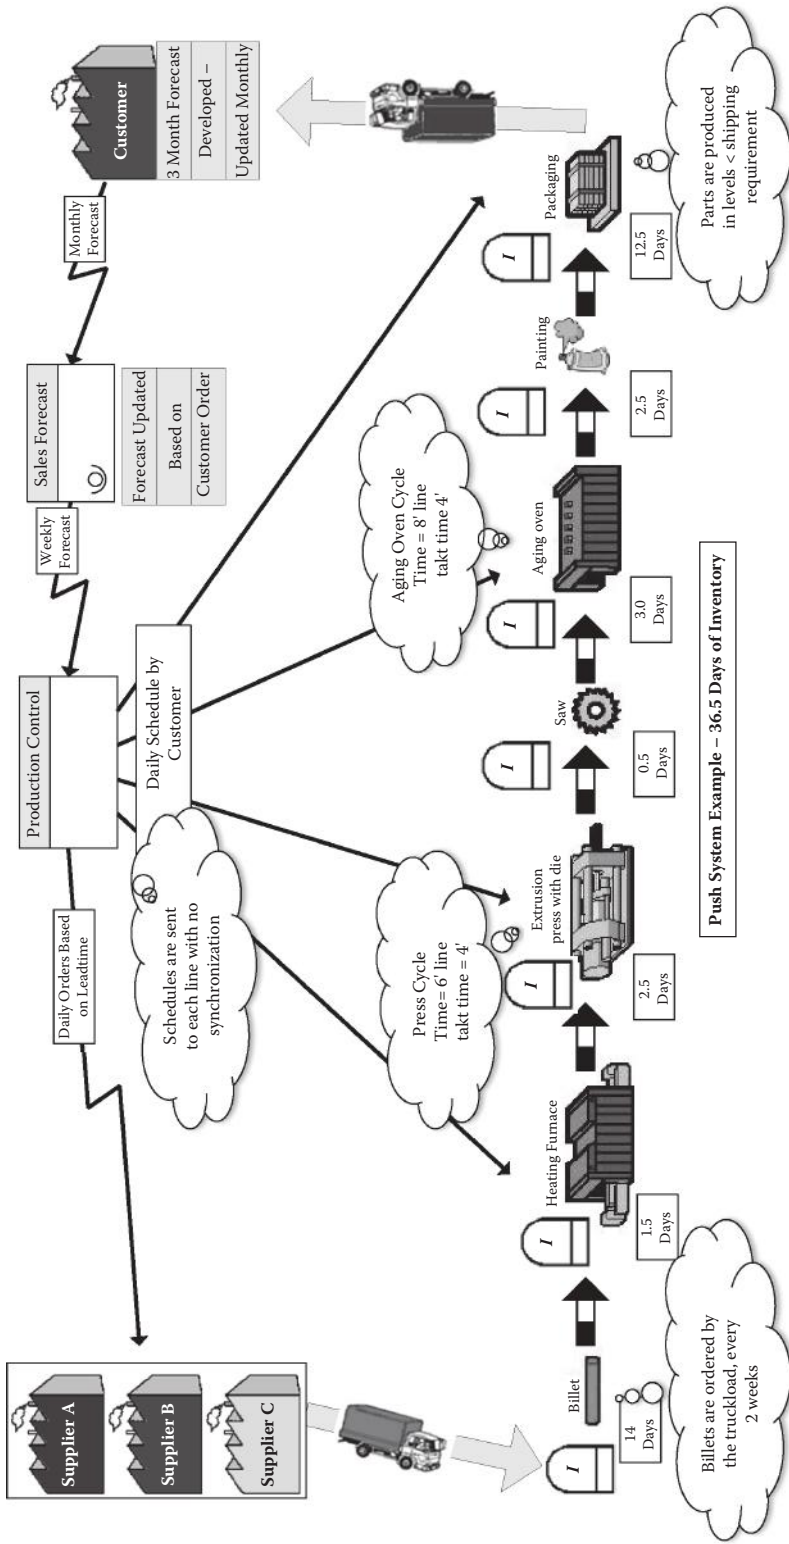 Supplier A
Supplier B
Supplier C
Daily Orders Based
on Leadtime
Production Control
Weekly
Forecast
Sales Forecast
Forecast Updated
Based on
Customer Order
Monthly
Forecast
Customer
3 Month Forecast
Developed –
Updated Monthly
Daily Schedule by
Customer
Schedules are sent
to each line with no
synchronization
Press Cycle
Time= 6' line
takt time = 4'
Aging Oven Cycle
Time = 8' line
takt time 4'
I
Billet
I
Heating Furnace
I
Extrusion
press with die
I
Saw
I
Aging oven
I
Painting
I
Packaging
14
Days
1.5
Days
2.5
Days
0.5
Days
3.0
Days
2.5
Days
12.5
Days
Billets are ordered by
the truckload, every
2 weeks
Parts are produced
in levels < shipping
requirement
Push System Example – 36.5 Days of Inventory